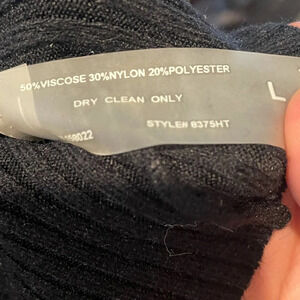 50%VISCOSE 30%NYLON 20%POLYESTER
DRY CLEAN ONLY
L
STYLE# 8375HT